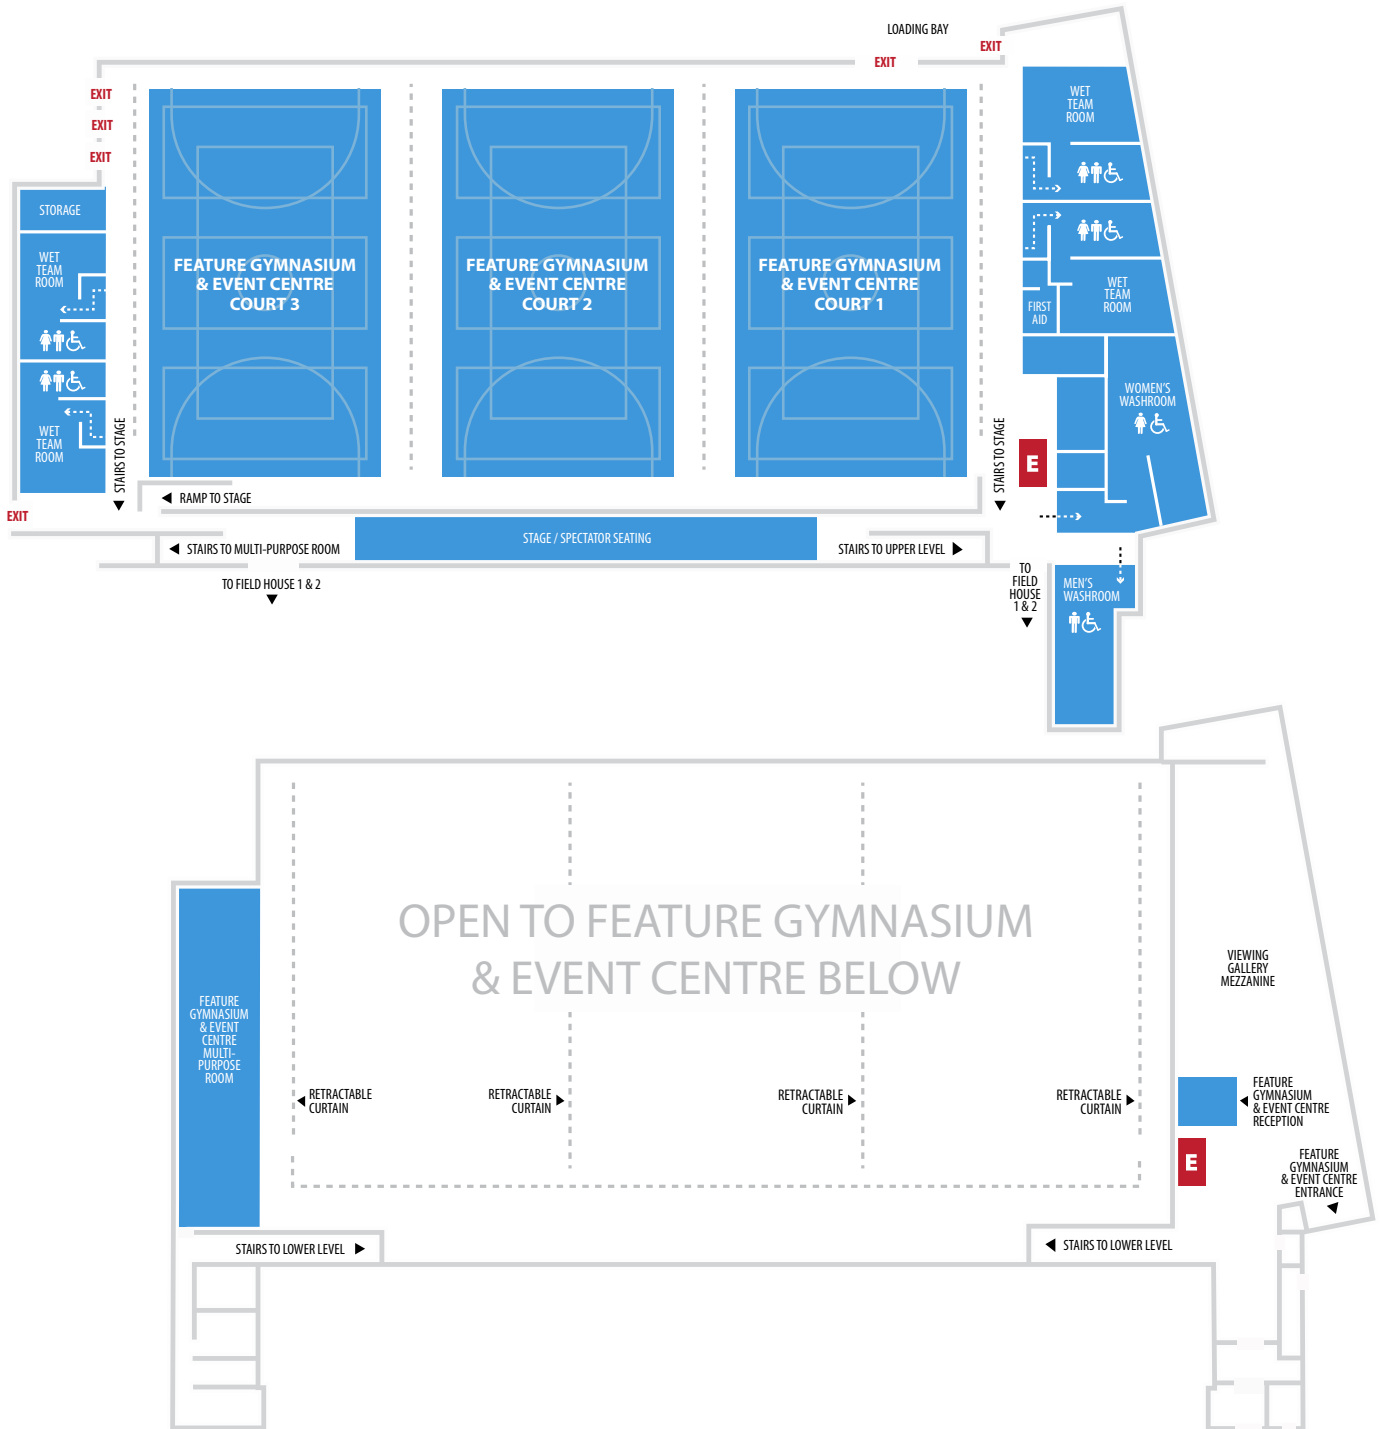 LOADING BAY
EXIT
EXIT
EXIT
EXIT
EXIT
WET
TEAM
ROOM
STORAGE
WET
TEAM
ROOM
FEATURE GYMNASIUM
& EVENT CENTRE
COURT 3
FEATURE GYMNASIUM
& EVENT CENTRE
COURT 2
FEATURE GYMNASIUM
& EVENT CENTRE
COURT 1
WET
TEAM
ROOM
FIRST
AID
WOMEN'S
WASHROOM
WET
TEAM
ROOM
STAIRS TO STAGE
STAIRS TO STAGE
E
RAMP TO STAGE
EXIT
STAGE / SPECTATOR SEATING
STAIRS TO MULTI-PURPOSE ROOM
STAIRS TO UPPER LEVEL
TO FIELD HOUSE 1 & 2
TO
FIELD
HOUSE
1 & 2
MEN'S
WASHROOM
OPEN TO FEATURE GYMNASIUM
& EVENT CENTRE BELOW
VIEWING
GALLERY
MEZZANINE
FEATURE
GYMNASIUM
& EVENT
CENTRE
MULTI-
PURPOSE
ROOM
RETRACTABLE
CURTAIN
RETRACTABLE
CURTAIN
RETRACTABLE
CURTAIN
RETRACTABLE
CURTAIN
FEATURE
GYMNASIUM
& EVENT CENTRE
RECEPTION
E
FEATURE
GYMNASIUM
& EVENT CENTRE
ENTRANCE
STAIRS TO LOWER LEVEL
STAIRS TO LOWER LEVEL